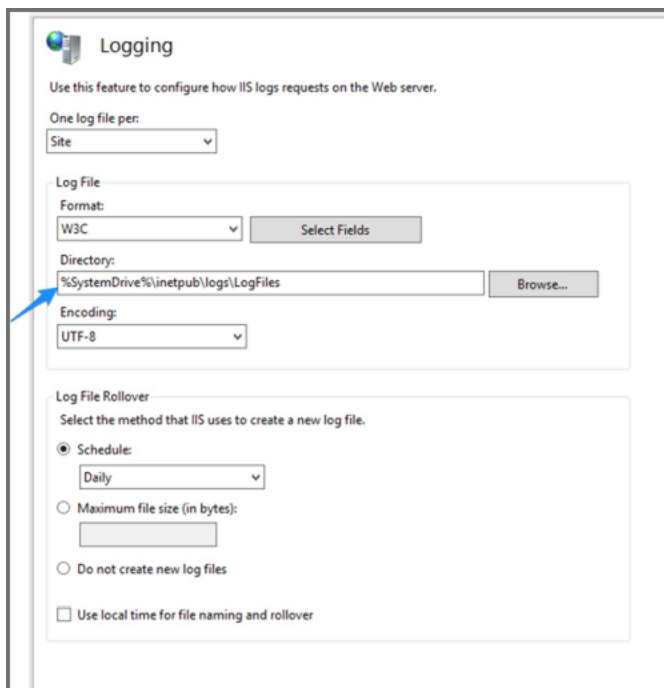 Logging
Use this feature to configure how IIS logs requests on the Web server.
One log file per:
Site
Log File
Format:
W3C
Select Fields
Directory:
%SystemDrive%\inetpub\logs\LogFiles
Browse...
Encoding:
UTF-8
Log File Rollover
Select the method that IIS uses to create a new log file.
Schedule:
Daily
Maximum file size (in bytes):
Do not create new log files
Use local time for file naming and rollover